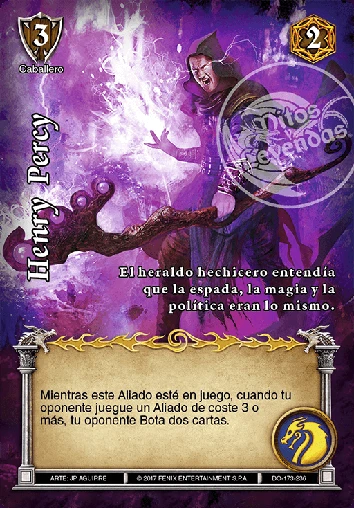 3
Caballero
2
Mitos
y
Leyendas
Henry Percy
El heraldo hechicero entendía
que la espada, la magia y la
política eran lo mismo.
Mientras este Aliado esté en juego, cuando tu
oponente juegue un Aliado de coste 3 o
más, tu oponente Bota dos cartas.
ARTE: JP AGUIRRE
© 2017 FENIX ENTERTAINMENT S.P.A.
DO-173-236